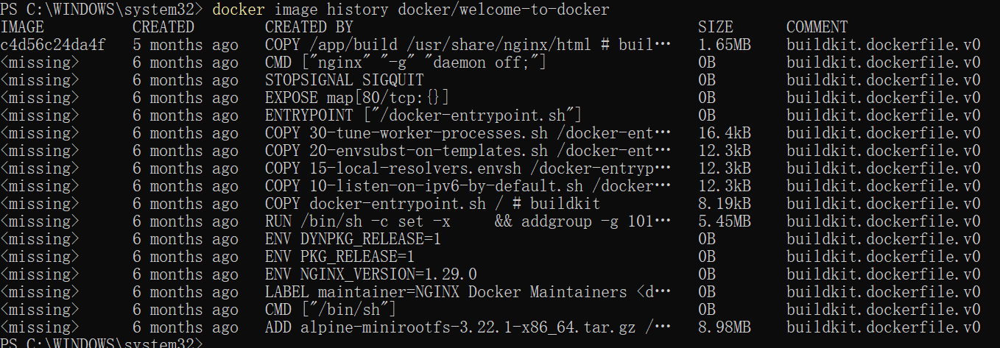 PS C:\WINDOWS\system32> docker image history docker/welcome-to-docker
IMAGE CREATED CREATED BY SIZE COMMENT
c4d56c24da4f 5 months ago COPY /app/build /usr/share/nginx/html # buil… 1.65MB buildkit.dockerfile.v0
<missing> 6 months ago CMD ["nginx" "-g" "daemon off;"] 0B buildkit.dockerfile.v0
<missing> 6 months ago STOPSIGNAL SIGQUIT 0B buildkit.dockerfile.v0
<missing> 6 months ago EXPOSE map[80/tcp:{}] 0B buildkit.dockerfile.v0
<missing> 6 months ago ENTRYPOINT ["/docker-entrypoint.sh"] 0B buildkit.dockerfile.v0
<missing> 6 months ago COPY 30-tune-worker-processes.sh /docker-ent… 16.4kB buildkit.dockerfile.v0
<missing> 6 months ago COPY 20-envsubst-on-templates.sh /docker-ent… 12.3kB buildkit.dockerfile.v0
<missing> 6 months ago COPY 15-local-resolvers.envsh /docker-entryp… 12.3kB buildkit.dockerfile.v0
<missing> 6 months ago COPY 10-listen-on-ipv6-by-default.sh /docker… 12.3kB buildkit.dockerfile.v0
<missing> 6 months ago COPY docker-entrypoint.sh / # buildkit 8.19kB buildkit.dockerfile.v0
<missing> 6 months ago RUN /bin/sh -c set -x && addgroup -g 101… 5.45MB buildkit.dockerfile.v0
<missing> 6 months ago ENV DYNPKG_RELEASE=1 0B buildkit.dockerfile.v0
<missing> 6 months ago ENV PKG_RELEASE=1 0B buildkit.dockerfile.v0
<missing> 6 months ago ENV NGINX_VERSION=1.29.0 0B buildkit.dockerfile.v0
<missing> 6 months ago LABEL maintainer=NGINX Docker Maintainers <d… 0B buildkit.dockerfile.v0
<missing> 6 months ago CMD ["/bin/sh"] 0B buildkit.dockerfile.v0
<missing> 6 months ago ADD alpine-minirootfs-3.22.1-x86_64.tar.gz /… 8.98MB buildkit.dockerfile.v0
PS C:\WINDOWS\system32>